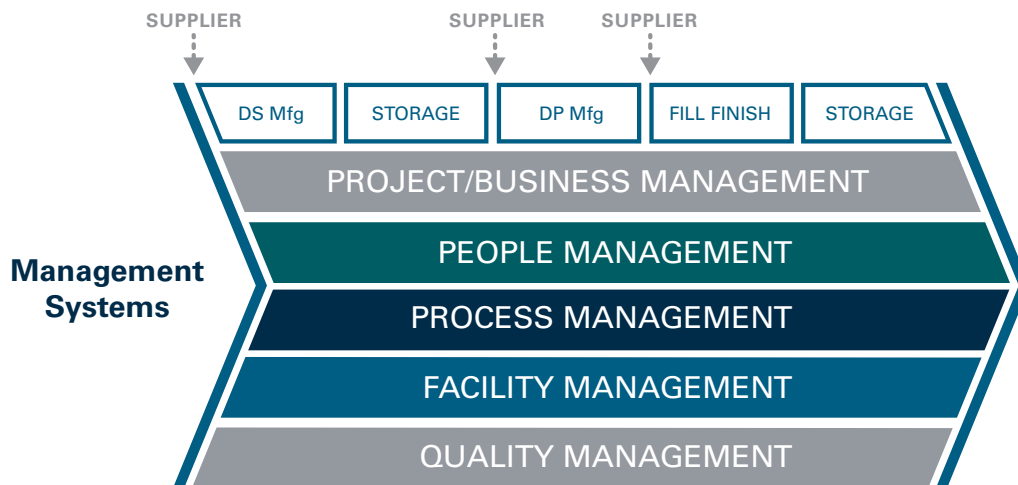 SUPPLIER SUPPLIER SUPPLIER
DS Mfg STORAGE DP Mfg FILL FINISH STORAGE
PROJECT/BUSINESS MANAGEMENT
PEOPLE MANAGEMENT
Management
Systems
PROCESS MANAGEMENT
FACILITY MANAGEMENT
QUALITY MANAGEMENT